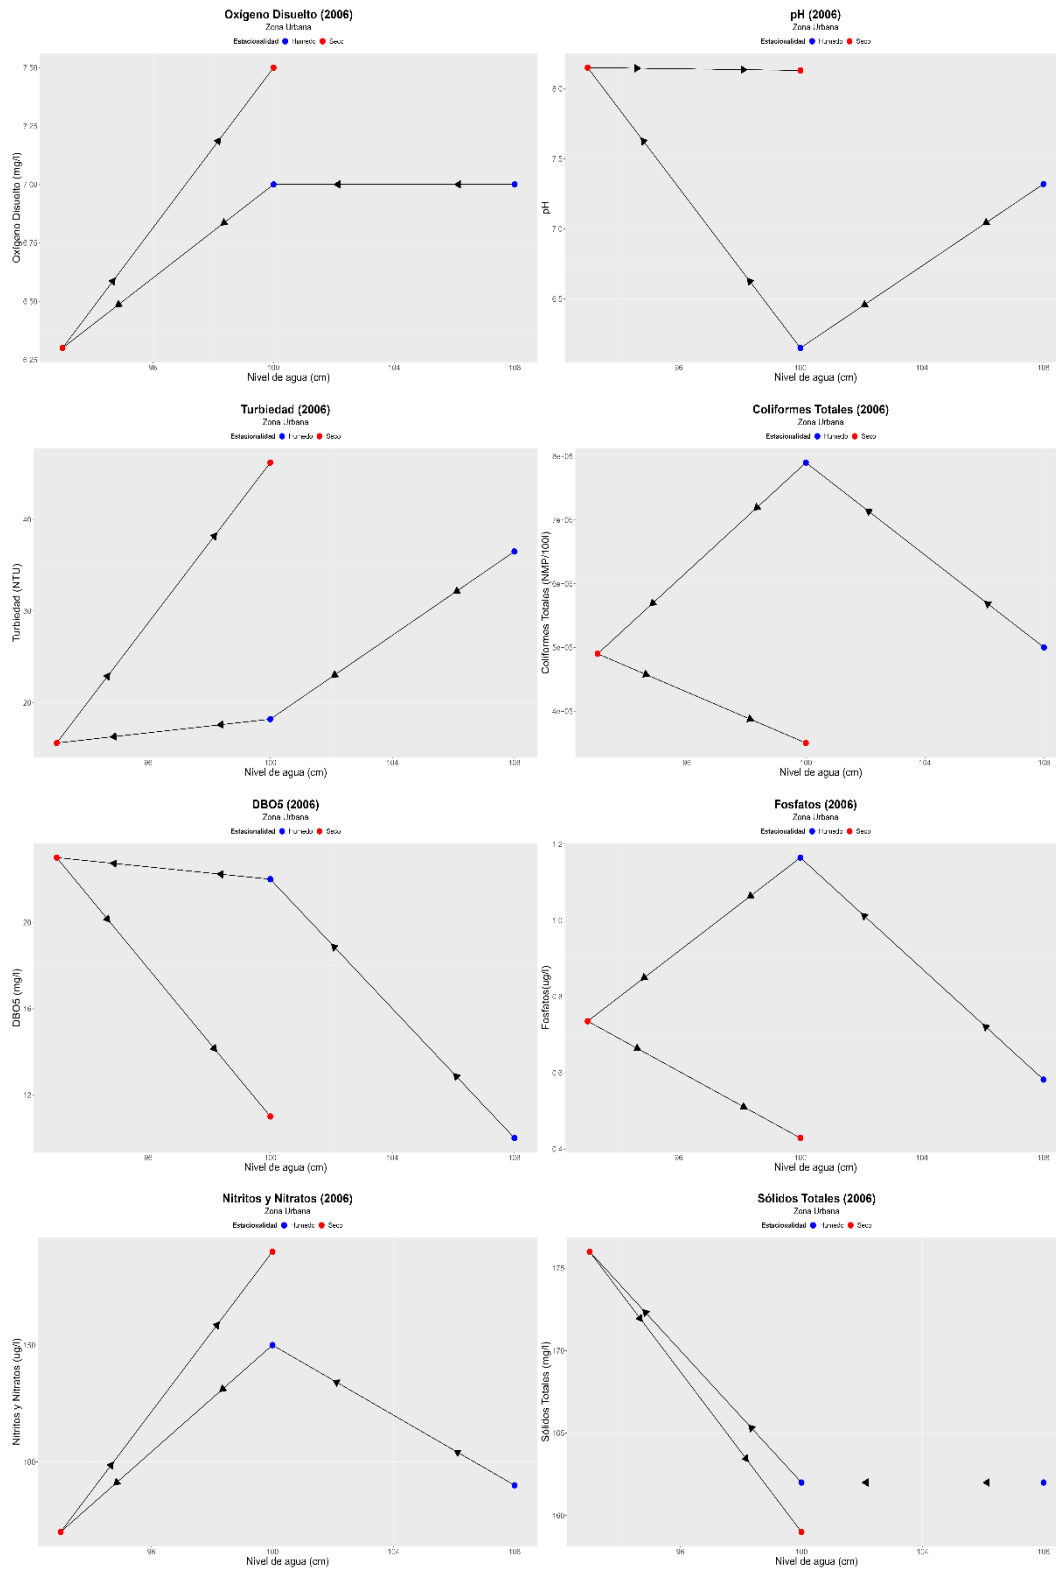 Oxígeno Disuelto (2006)
Zona Urbana
Estacionalidad Humedo Seco
7.50
7.25
7.00
6.75
6.50
6.25
Oxígeno Disuelto (mg/l)
96
100
104
108
Nivel de agua (cm)
pH (2006)
Zona Urbana
Estacionalidad Humedo Seco
8.0
7.5
7.0
6.5
pH
96
100
104
108
Nivel de agua (cm)
Turbiedad (2006)
Zona Urbana
Estacionalidad Humedo Seco
40
30
20
Turbiedad (NTU)
96
100
104
108
Nivel de agua (cm)
Coliformes Totales (2006)
Zona Urbana
Estacionalidad Humedo Seco
8e+05
7e+05
6e+05
5e+05
4e+05
Coliformes Totales (NMP/100l)
96
100
104
108
Nivel de agua (cm)
DBO5 (2006)
Zona Urbana
Estacionalidad Humedo Seco
20
16
12
DBO5 (mg/l)
96
100
104
108
Nivel de agua (cm)
Fosfatos (2006)
Zona Urbana
Estacionalidad Humedo Seco
1.2
1.0
0.8
0.6
0.4
Fosfatos(ug/l)
96
100
104
108
Nivel de agua (cm)
Nitritos y Nitratos (2006)
Zona Urbana
Estacionalidad Humedo Seco
150
100
Nitritos y Nitratos (ug/l)
96
100
104
108
Nivel de agua (cm)
Sólidos Totales (2006)
Zona Urbana
Estacionalidad Humedo Seco
175
170
165
160
Sólidos Totales (mg/l)
96
100
104
108
Nivel de agua (cm)